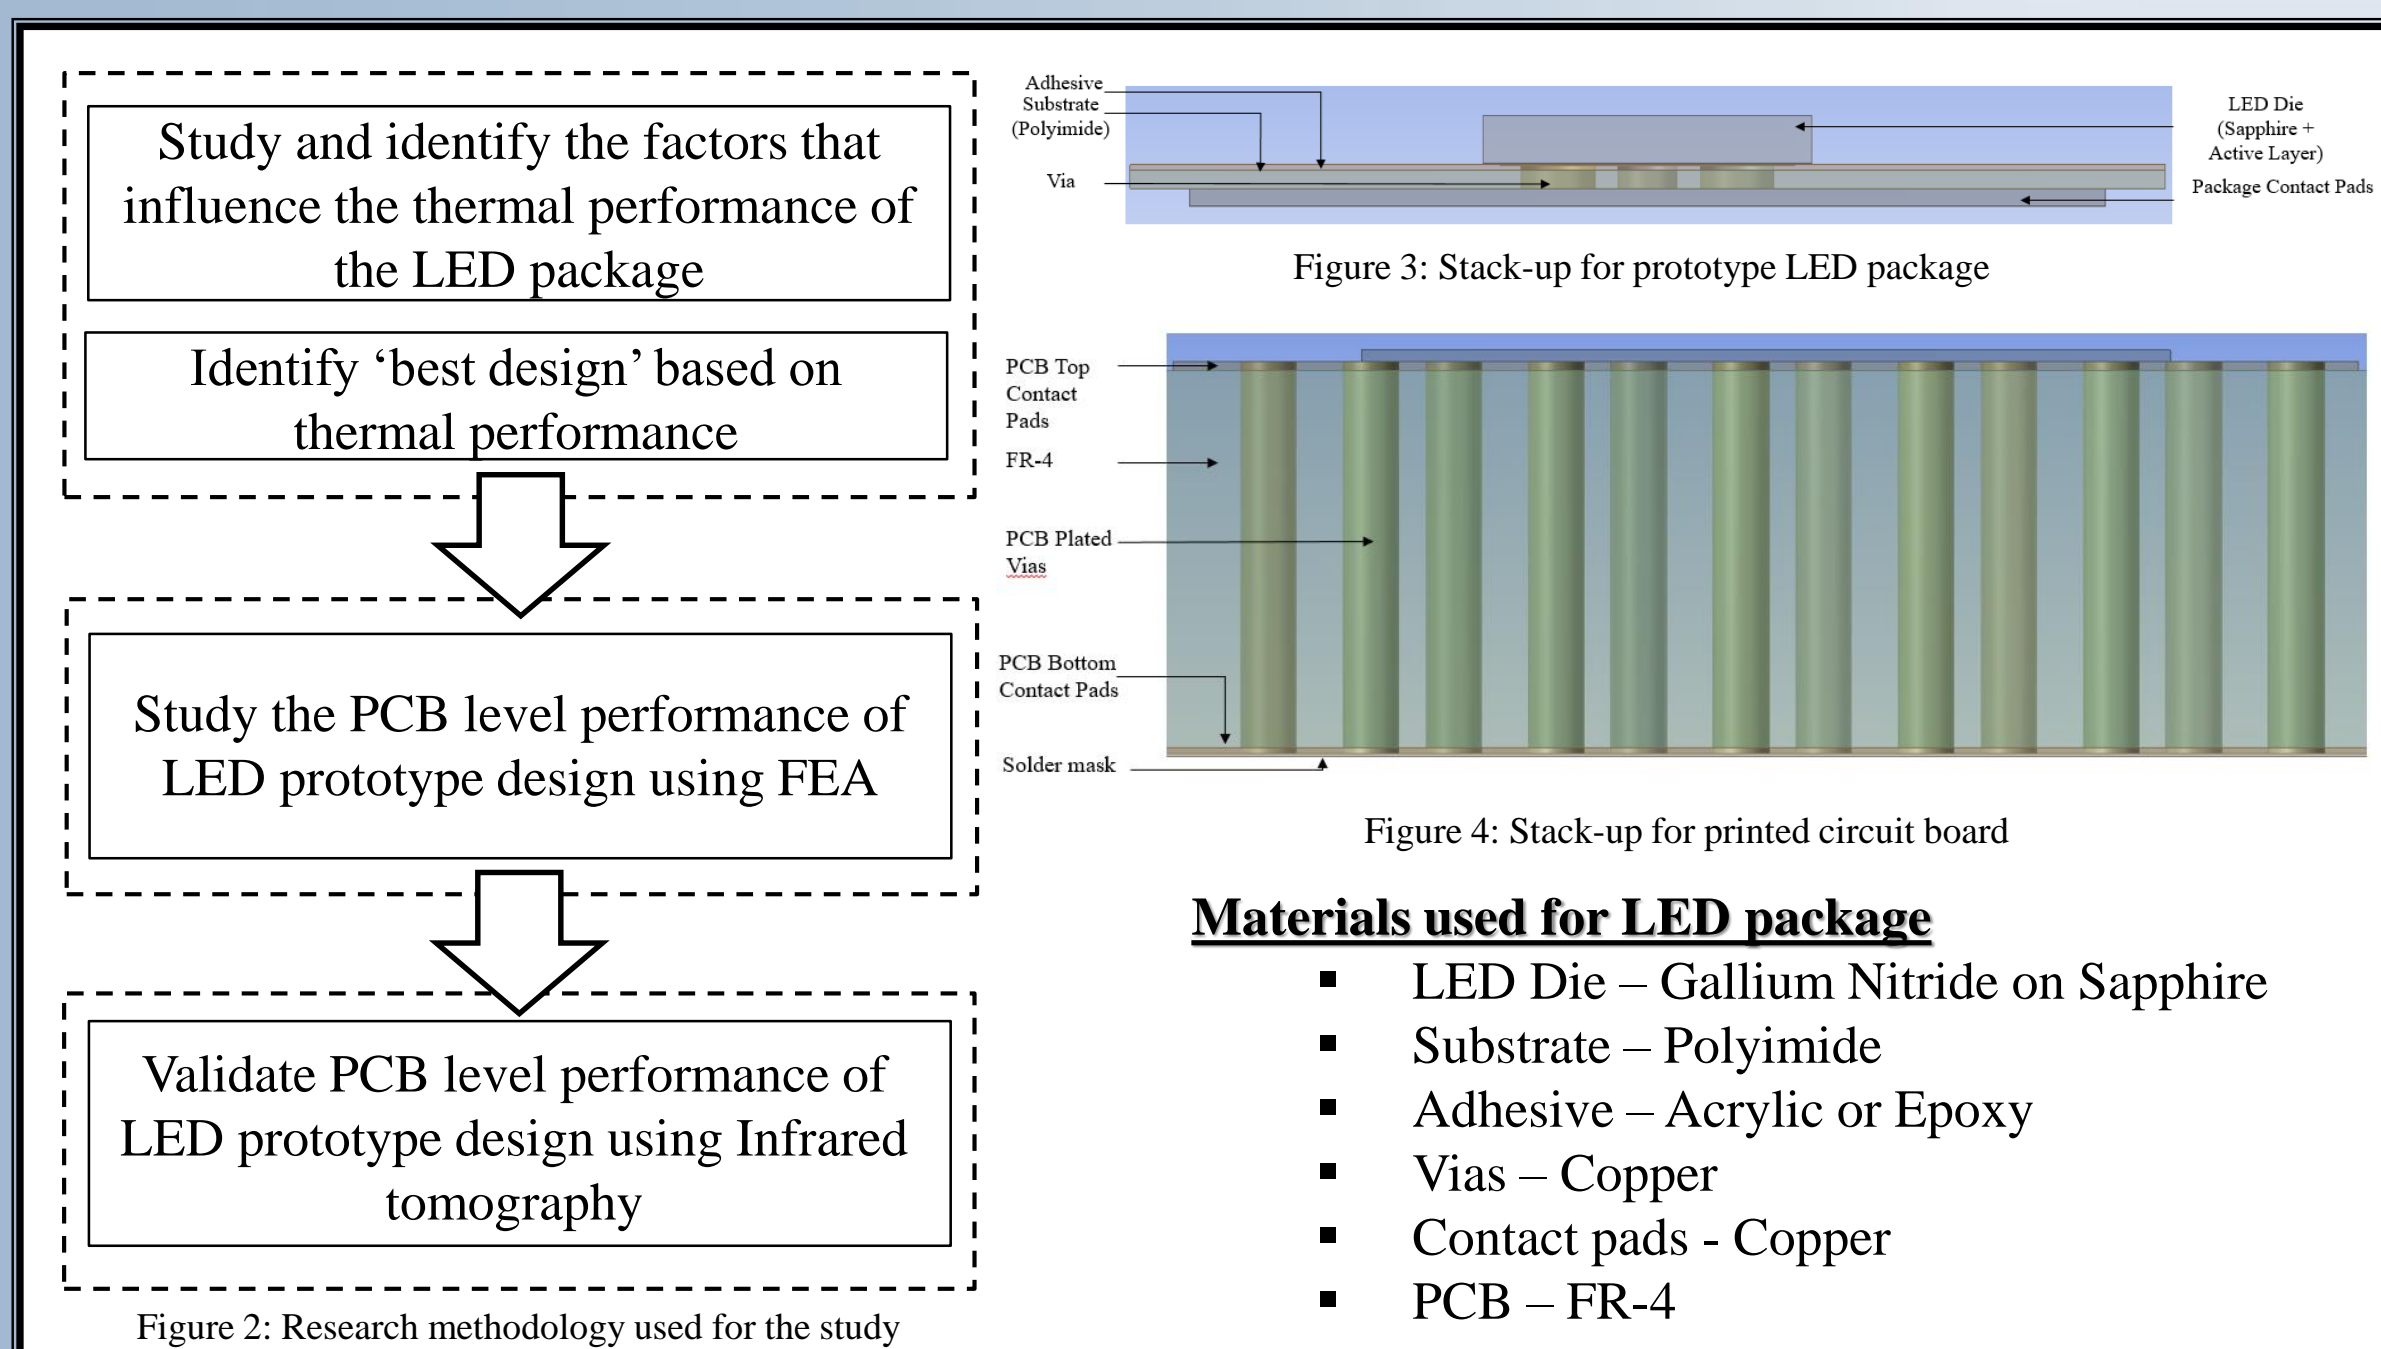 Study and identify the factors that
influence the thermal performance of
the LED package
Identify ‘best design’ based on
thermal performance
Study the PCB level performance of
LED prototype design using FEA
Validate PCB level performance of
LED prototype design using Infrared
tomography
Figure 2: Research methodology used for the study
Adhesive
Substrate
(Polyimide)
Via
LED Die
(Sapphire +
Active Layer)
Package Contact Pads
Figure 3: Stack-up for prototype LED package
PCB Top
Contact
Pads
FR-4
PCB Plated
Vias
PCB Bottom
Contact Pads
Solder mask
Figure 4: Stack-up for printed circuit board
Materials used for LED package
▪ LED Die – Gallium Nitride on Sapphire
▪ Substrate – Polyimide
▪ Adhesive – Acrylic or Epoxy
▪ Vias – Copper
▪ Contact pads - Copper
▪ PCB – FR-4